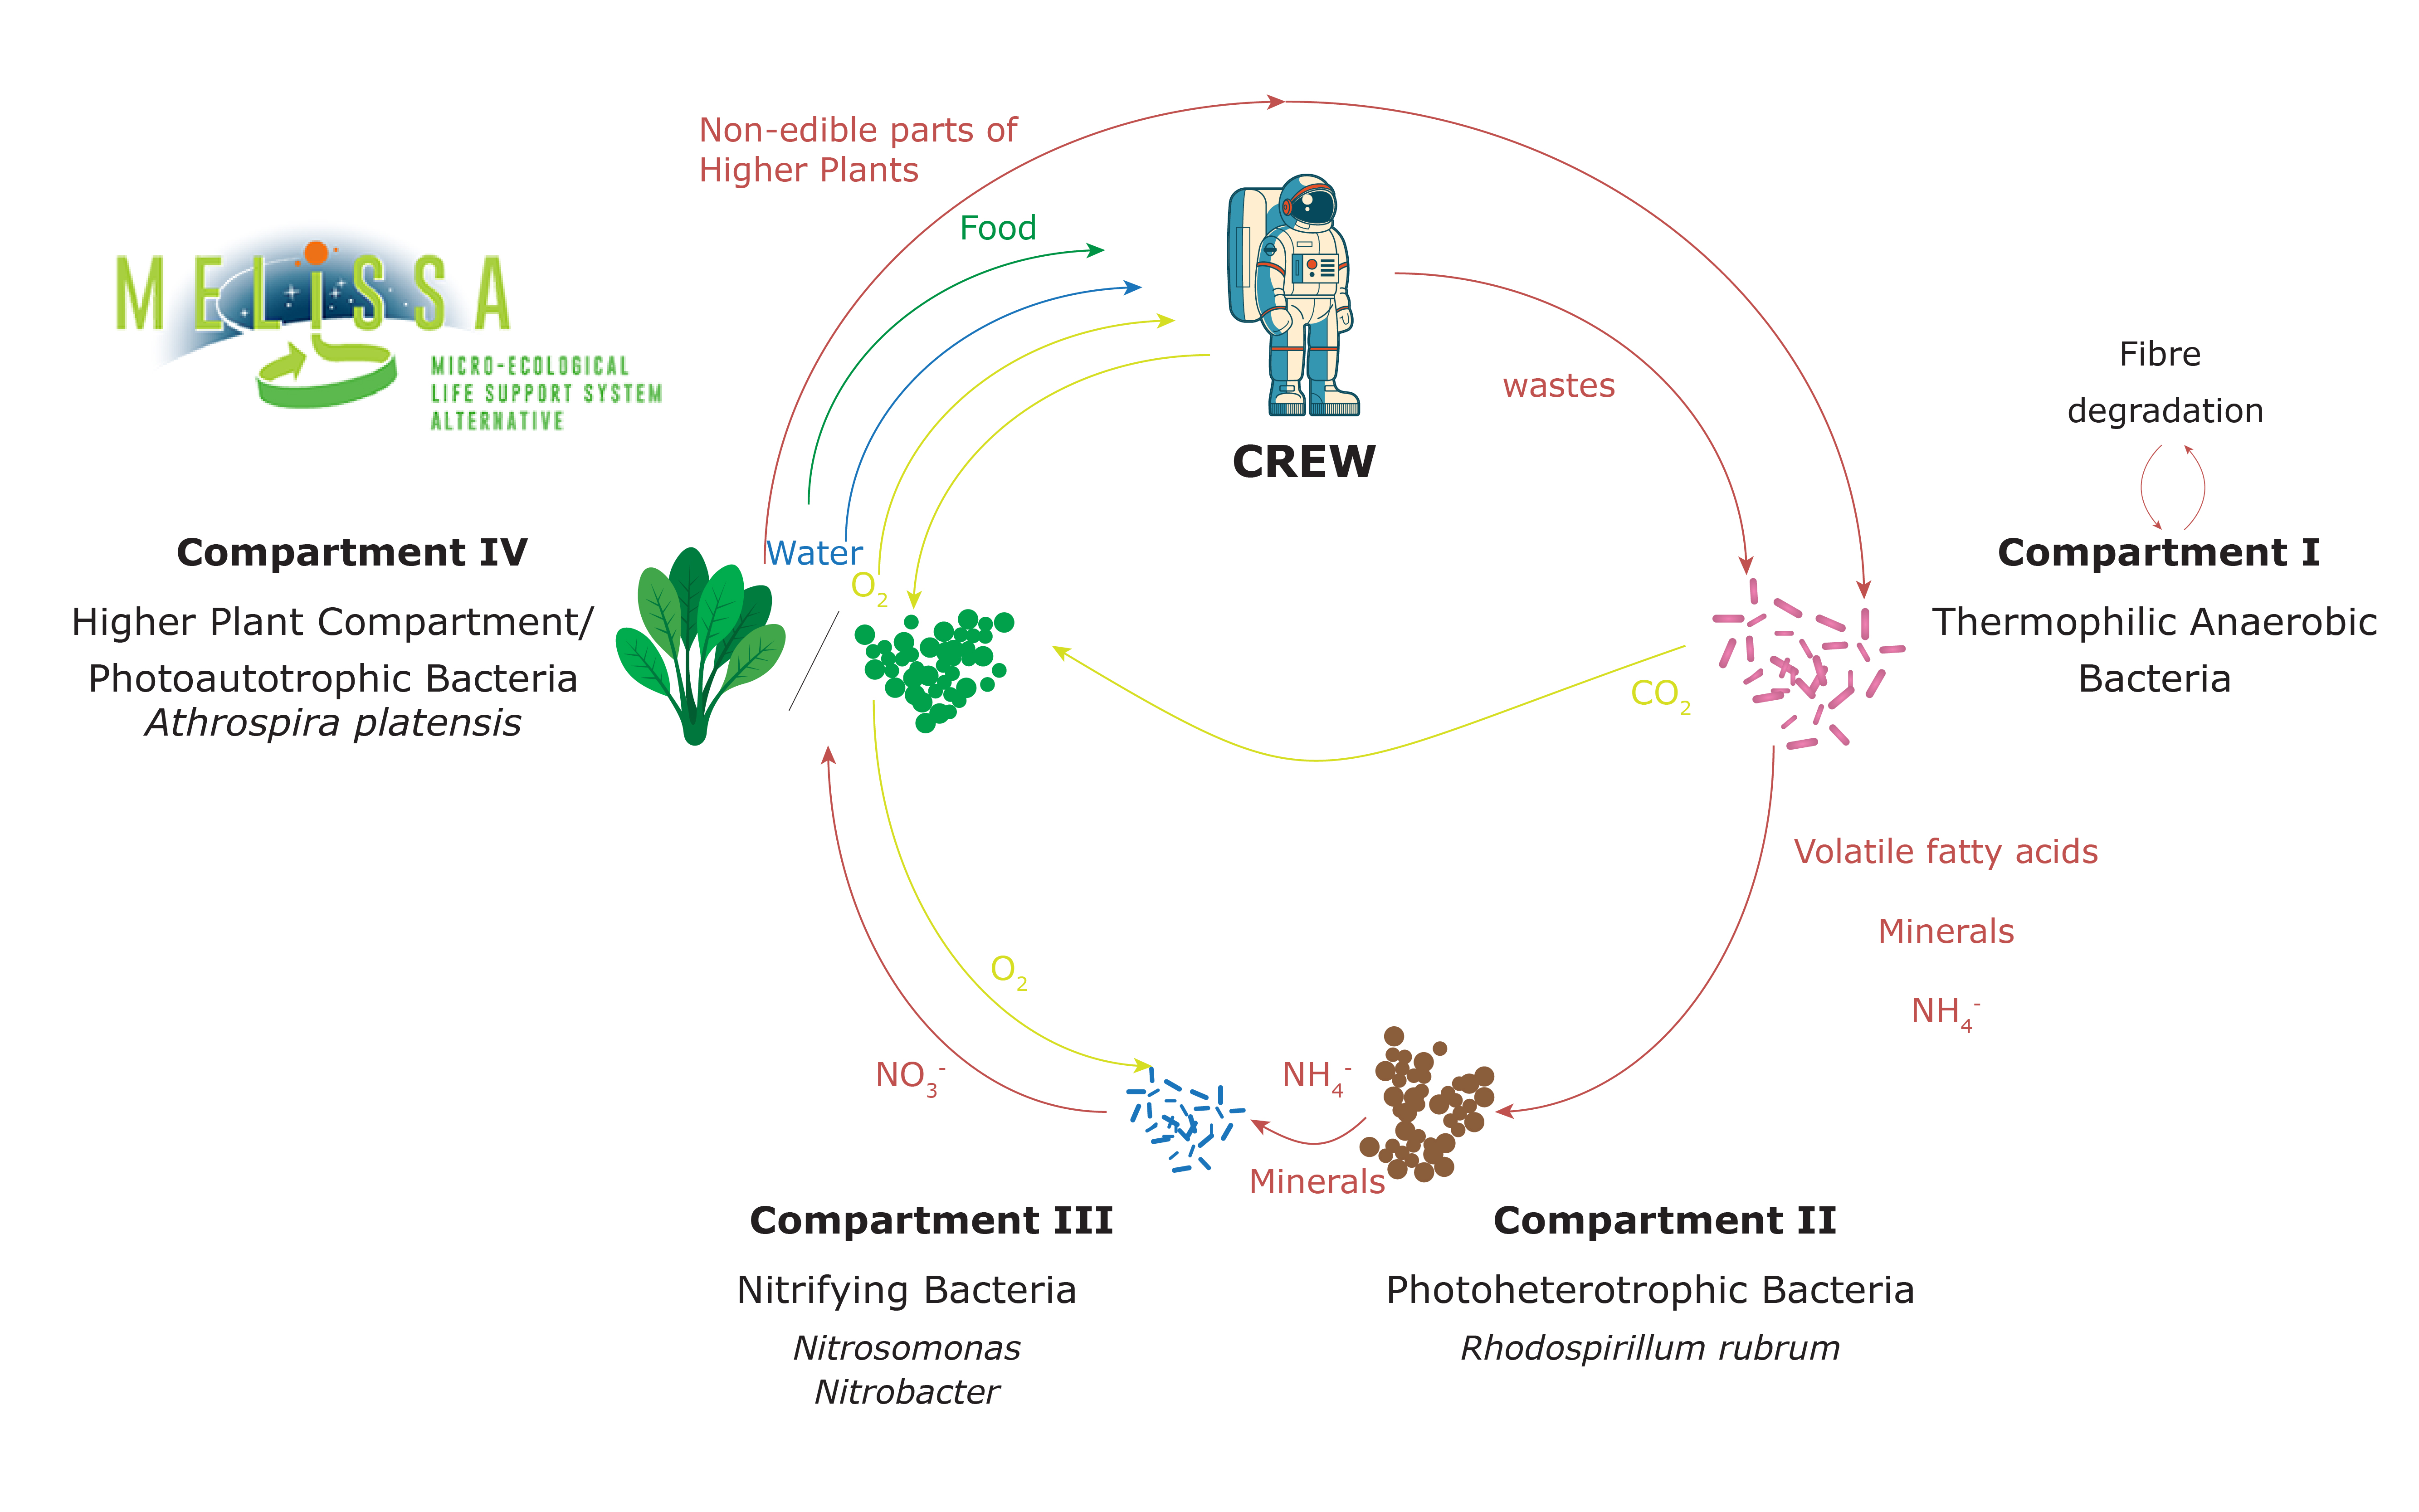 Non-edible parts of
Higher Plants
Food
MELiSSA
MICRO-ECOLOGICAL
LIFE SUPPORT SYSTEM
ALTERNATIVE
wastes
Fibre
degradation
CREW
Compartment IV
Higher Plant Compartment/
Photoautotrophic Bacteria
Athrospira platensis
Water
O₂
Compartment I
Thermophilic Anaerobic
Bacteria
CO₂
Volatile fatty acids
Minerals
NH₄⁻
O₂
NO₃⁻
NH₄⁻
Minerals
Compartment III
Nitrifying Bacteria
Nitrosomonas
Nitrobacter
Compartment II
Photoheterotrophic Bacteria
Rhodospirillum rubrum